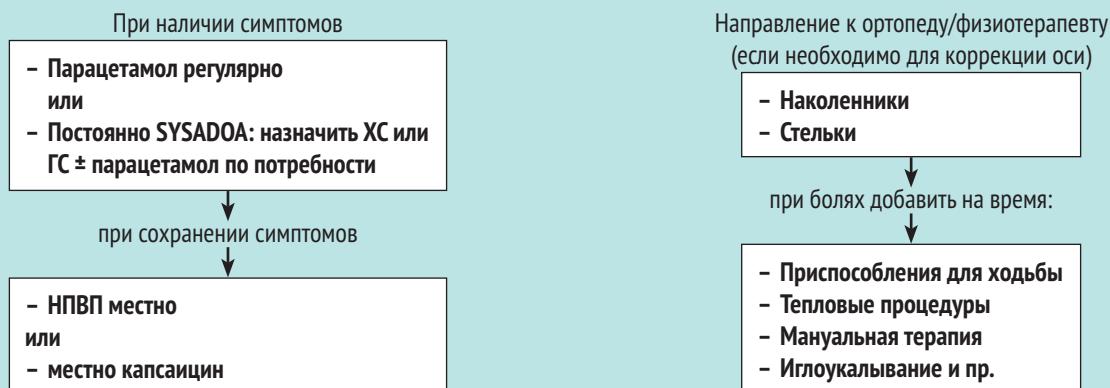 При наличии симптомов
– Парацетамол регулярно
или
– Постоянно SYSADOA: назначить ХС или
ГС ± парацетамол по потребности
при сохранении симптомов
– НПВП местно
или
– местно капсаицин
Направление к ортопеду/физиотерапевту
(если необходимо для коррекции оси)
– Наколенники
– Стельки
при болях добавить на время:
– Приспособления для ходьбы
– Тепловые процедуры
– Мануальная терапия
– Иглоукалывание и пр.